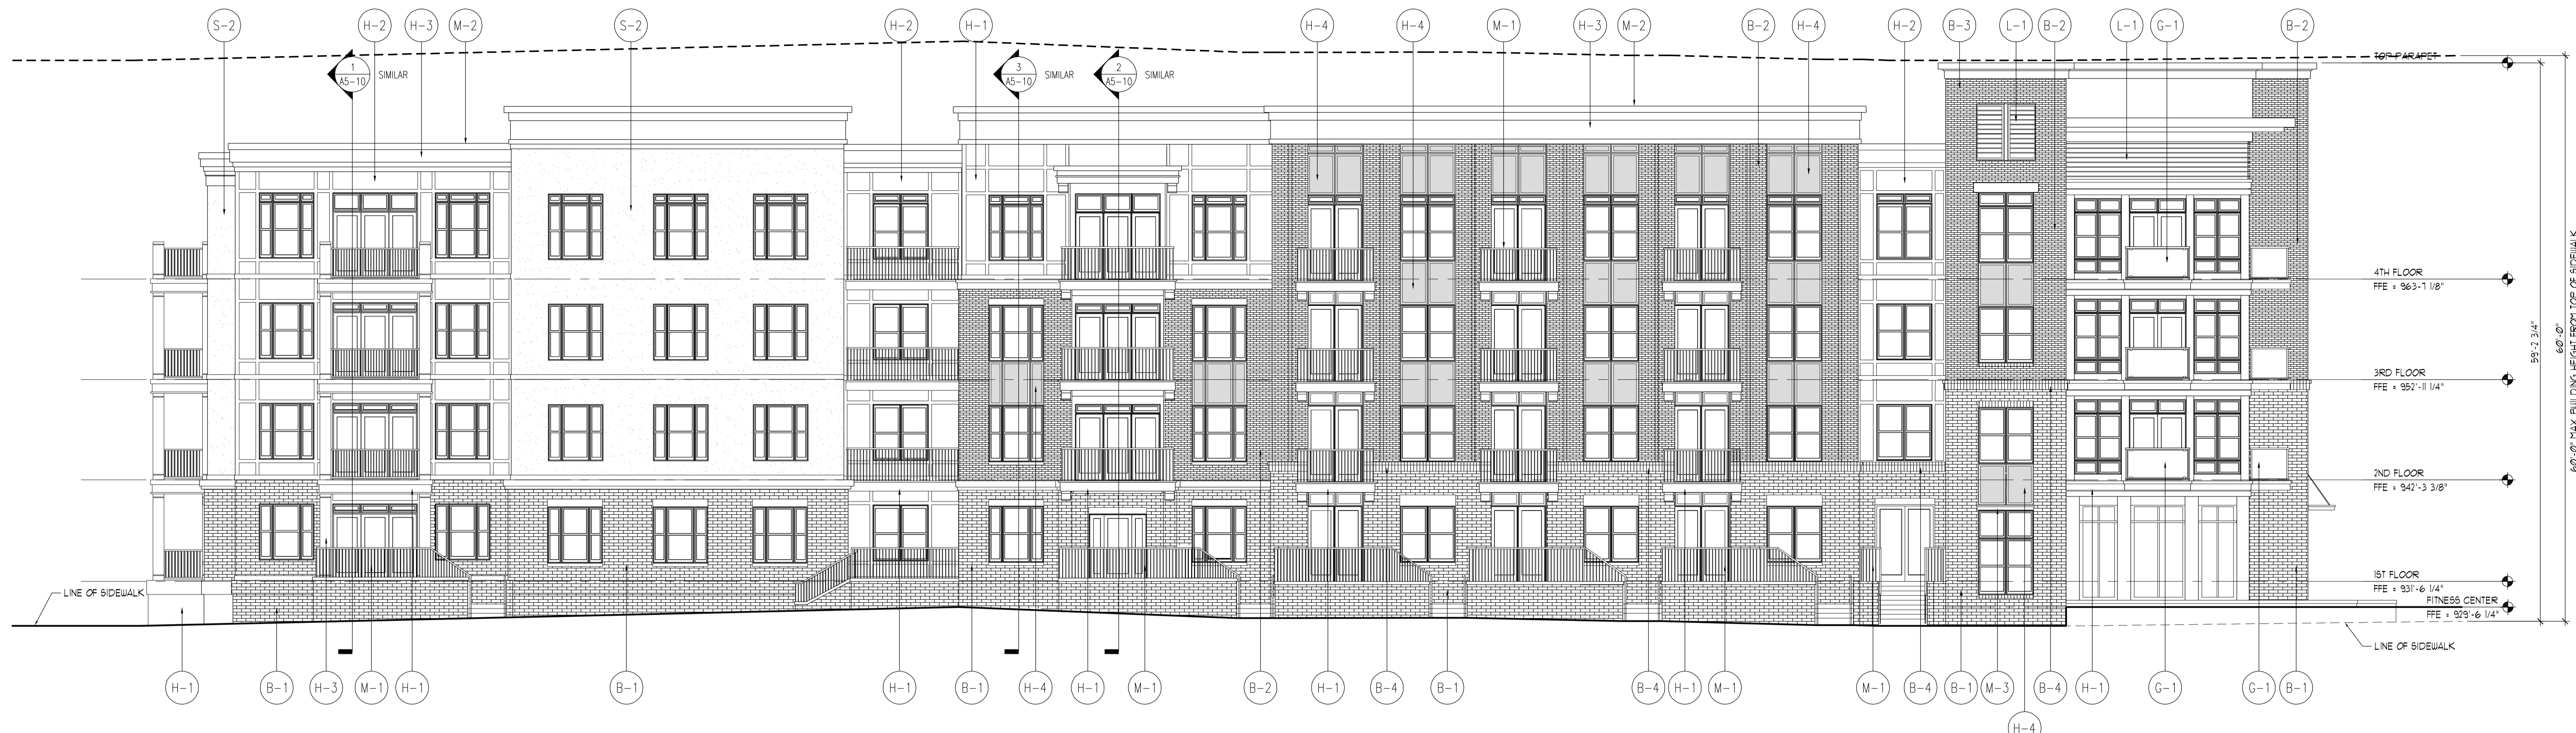 S-2 H-2 H-3 M-2 S-2 H-2 H-1 H-4 H-4 M-1 H-3 M-2 B-2 H-4 H-2 B-3 L-1 B-2 L-1 G-1 B-2
1 SIMILAR
A5-10
3 SIMILAR
A5-10
2 SIMILAR
A5-10
TOP PARAPET
4TH FLOOR
FFE = 963-7 1/8"
3RD FLOOR
FFE = 952'-11 1/4"
2ND FLOOR
FFE = 942'-3 3/8"
1ST FLOOR
FFE = 931'-6 1/4"
FITNESS CENTER
FFE = 929'-6 1/4"
59'-2 3/4"
60'-0"
60'-0" MAX BUILDING HEIGHT FROM TOP OF SIDEWALK
LINE OF SIDEWALK
LINE OF SIDEWALK
H-1 B-1 H-3 M-1 H-1 B-1 H-1 B-1 H-4 H-1 M-1 B-2 H-1 B-4 B-1 B-4 H-1 M-1 M-1 B-4 B-1 M-3 B-4 H-1 G-1 G-1 B-1
H-4